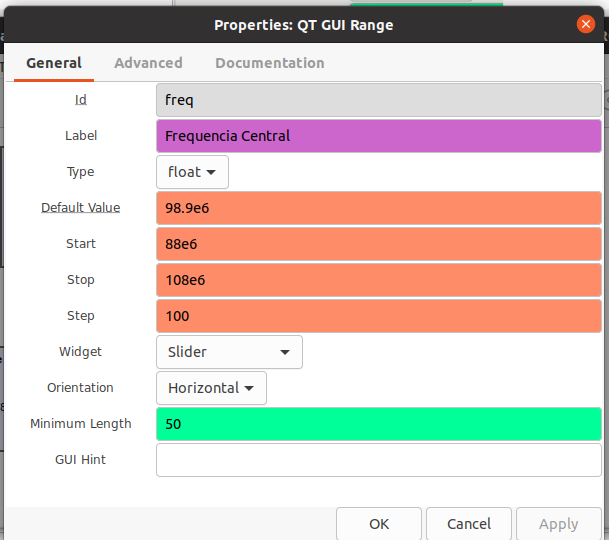 Properties: QT GUI Range
General Advanced Documentation
Id freq
Label Frequencia Central
Type float
Default Value 98.9e6
Start 88e6
Stop 108e6
Step 100
Widget Slider
Orientation Horizontal
Minimum Length 50
GUI Hint
OK Cancel Apply